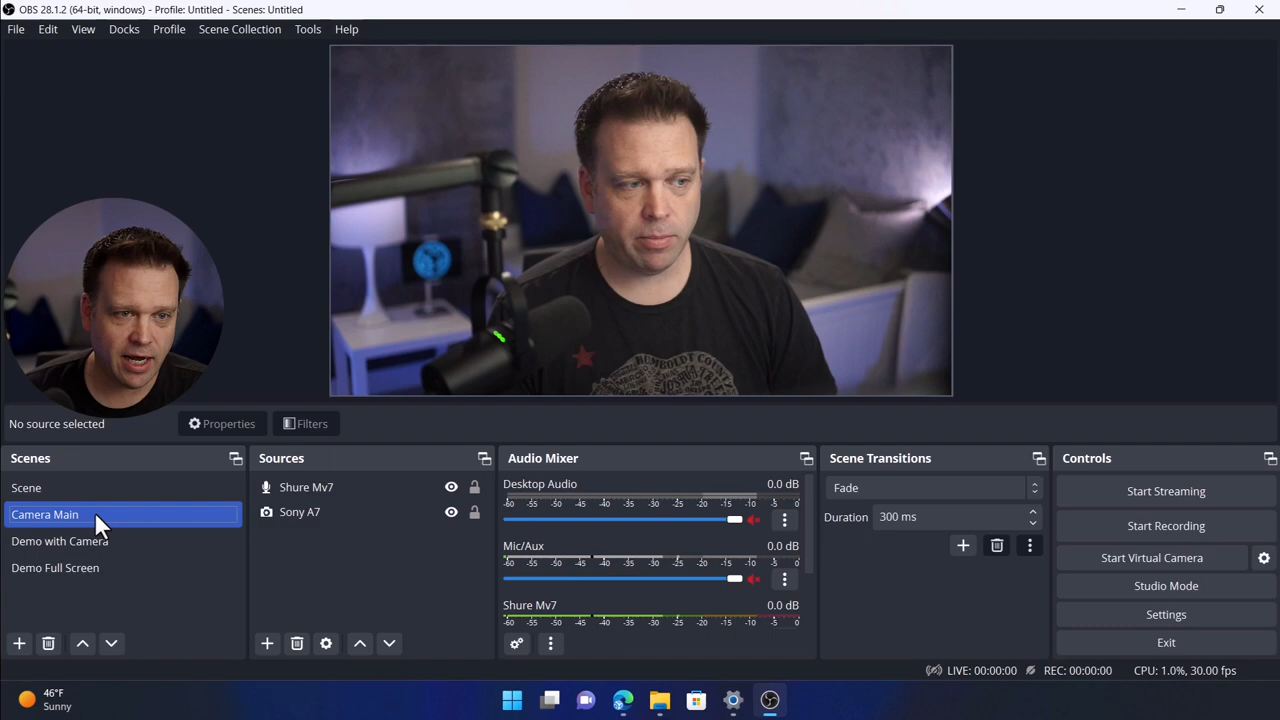 OBS 28.1.2 (64-bit, windows) - Profile: Untitled - Scenes: Untitled
File Edit View Docks Profile Scene Collection Tools Help
HUMBOLDT COUNTY
JOSHUA TREE
No source selected
Properties
Filters
Scenes
Scene
Camera Main
Demo with Camera
Demo Full Screen
Sources
Shure Mv7
Sony A7
Audio Mixer
Desktop Audio 0.0 dB
-60 -55 -50 -45 -40 -35 -30 -25 -20 -15 -10 -5 0
Mic/Aux 0.0 dB
-60 -55 -50 -45 -40 -35 -30 -25 -20 -15 -10 -5 0
Shure Mv7 0.0 dB
-60 -55 -50 -45 -40 -35 -30 -25 -20 -15 -10 -5 0
Scene Transitions
Fade
Duration 300 ms
Controls
Start Streaming
Start Recording
Start Virtual Camera
Studio Mode
Settings
Exit
LIVE: 00:00:00 REC: 00:00:00 CPU: 1.0%, 30.00 fps
46°F
Sunny